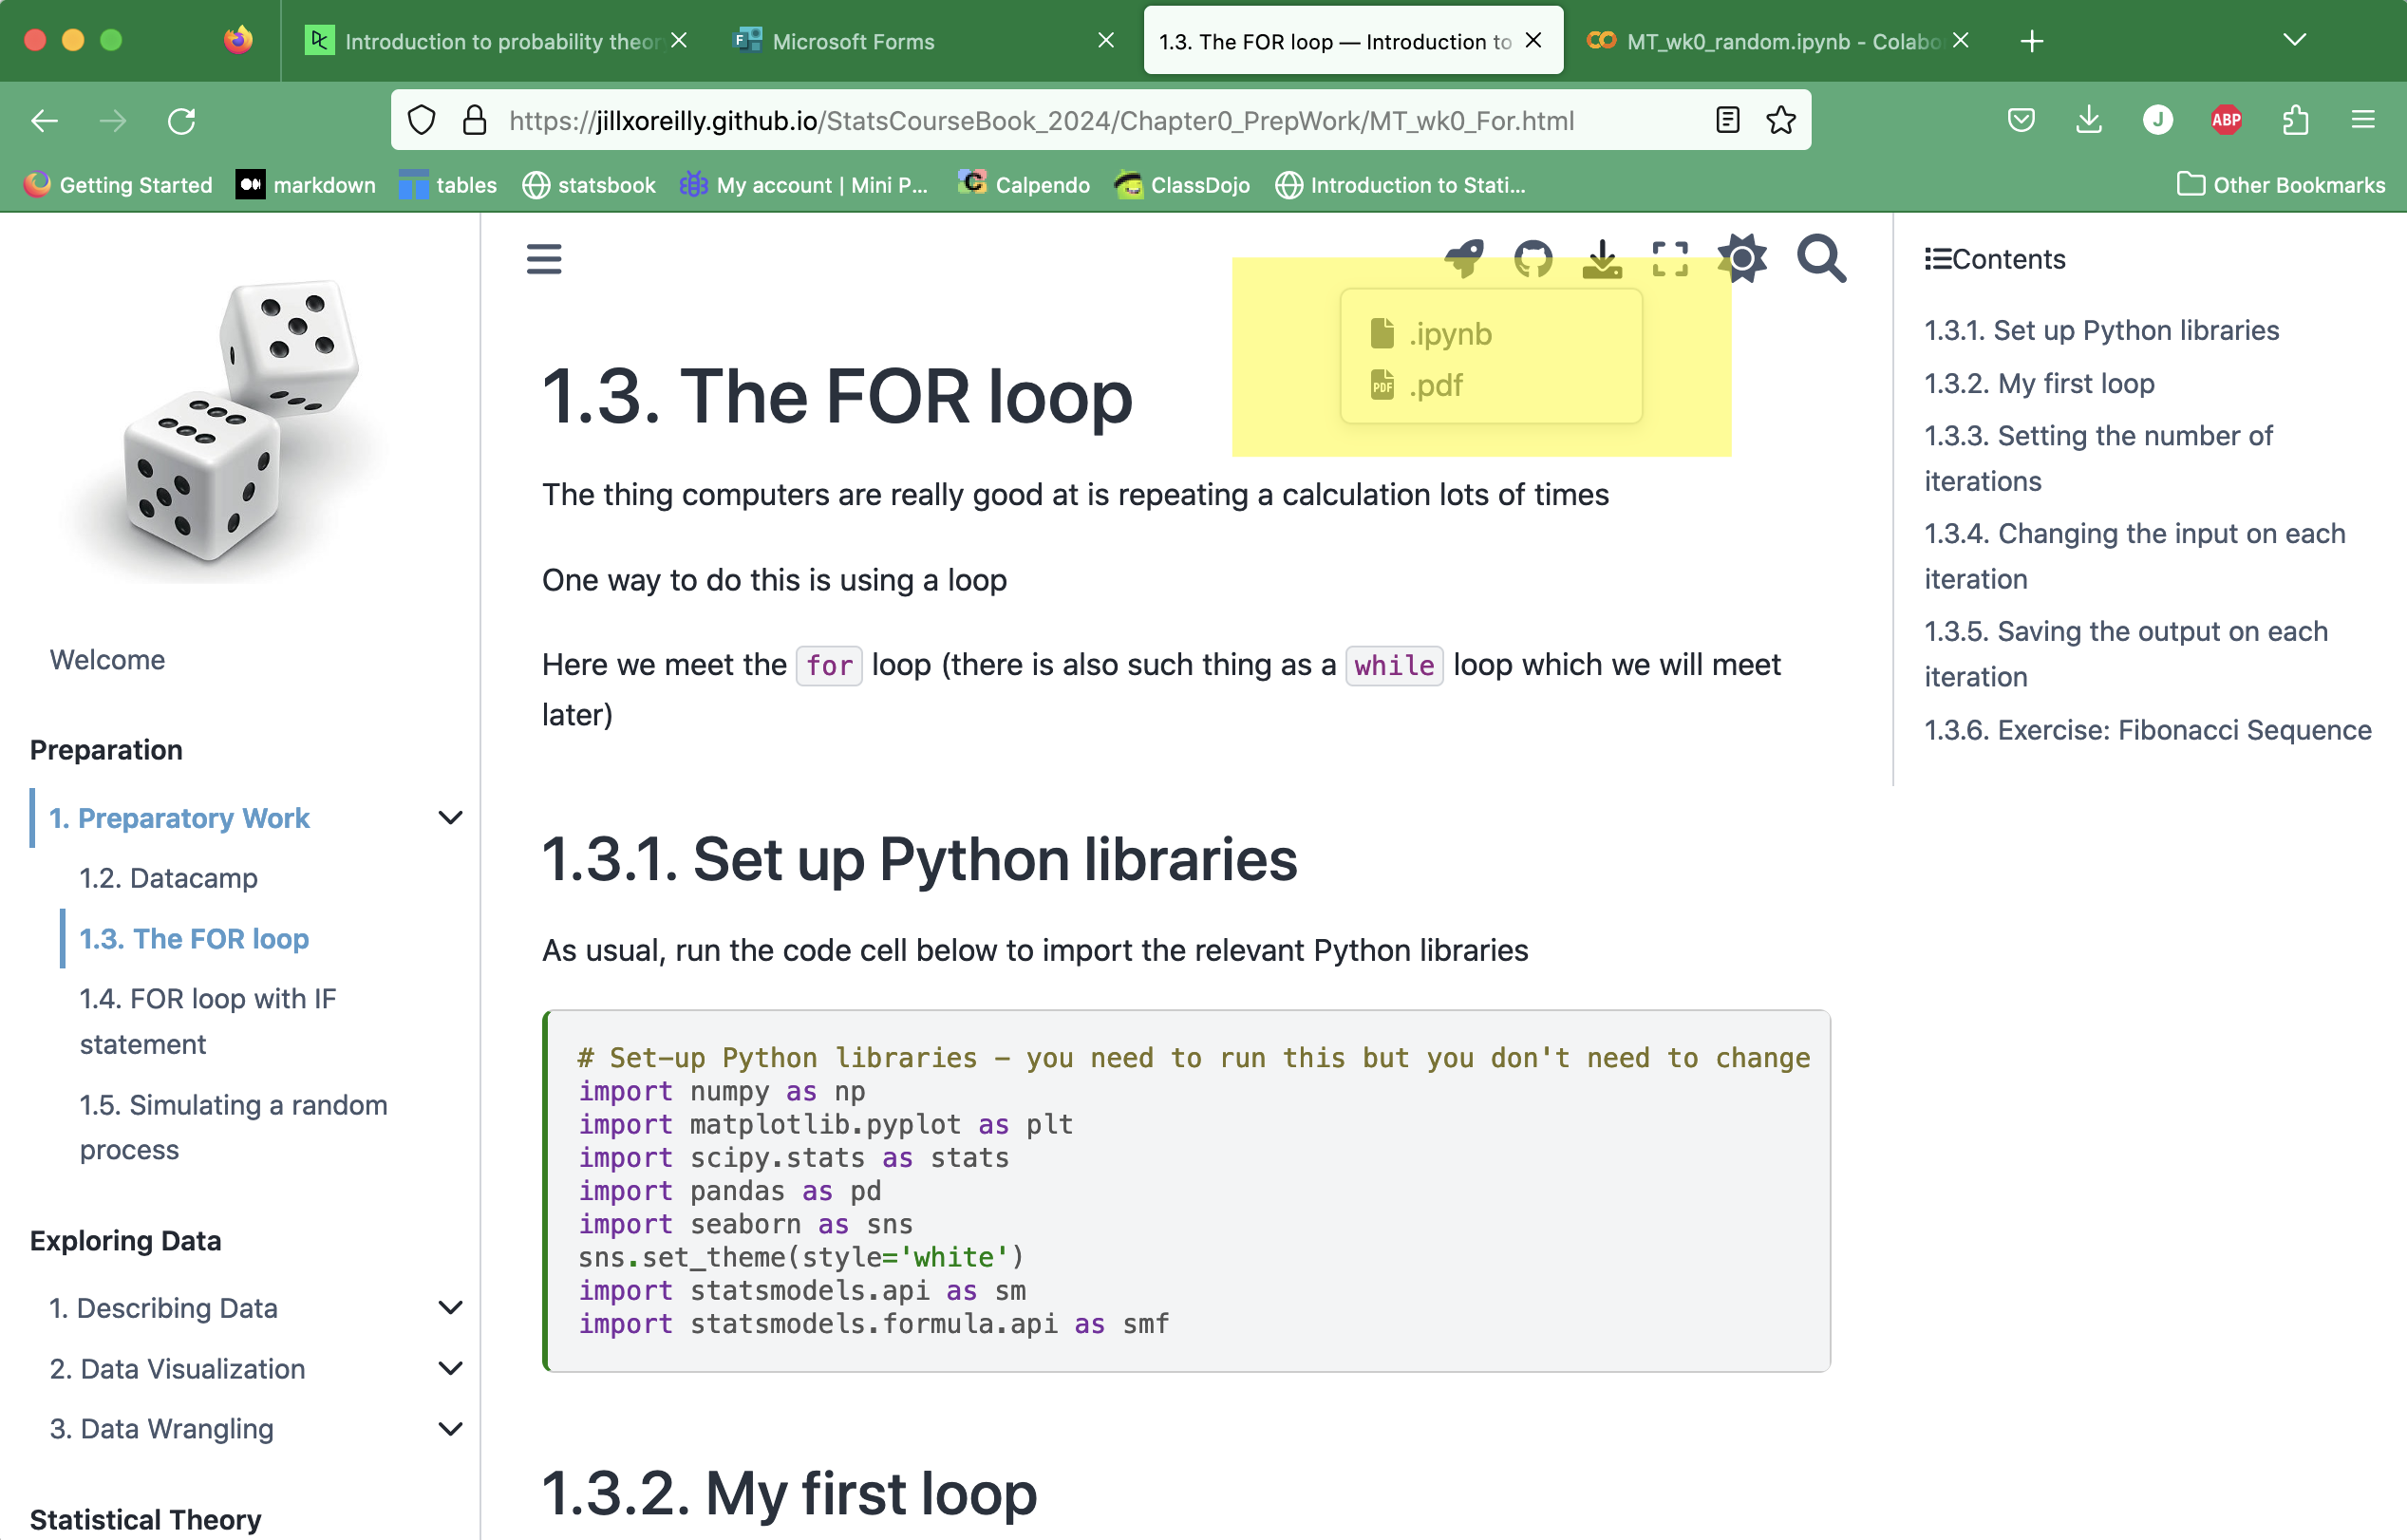 Introduction to probability theor
Microsoft Forms
1.3. The FOR loop — Introduction to
MT_wk0_random.ipynb - Colabo
https://jillxoreilly.github.io/StatsCourseBook_2024/Chapter0_PrepWork/MT_wk0_For.html
J
ABP
Getting Started
markdown
tables
statsbook
My account | Mini P...
Calpendo
ClassDojo
Introduction to Stati...
Other Bookmarks
Welcome
Preparation
1. Preparatory Work
1.2. Datacamp
1.3. The FOR loop
1.4. FOR loop with IF
statement
1.5. Simulating a random
process
Exploring Data
1. Describing Data
2. Data Visualization
3. Data Wrangling
Statistical Theory
.ipynb
PDF .pdf
1.3. The FOR loop
The thing computers are really good at is repeating a calculation lots of times
One way to do this is using a loop
Here we meet the for loop (there is also such thing as a while loop which we will meet
later)
1.3.1. Set up Python libraries
As usual, run the code cell below to import the relevant Python libraries
# Set-up Python libraries - you need to run this but you don't need to change
import numpy as np
import matplotlib.pyplot as plt
import scipy.stats as stats
import pandas as pd
import seaborn as sns
sns.set_theme(style='white')
import statsmodels.api as sm
import statsmodels.formula.api as smf
1.3.2. My first loop
Contents
1.3.1. Set up Python libraries
1.3.2. My first loop
1.3.3. Setting the number of
iterations
1.3.4. Changing the input on each
iteration
1.3.5. Saving the output on each
iteration
1.3.6. Exercise: Fibonacci Sequence